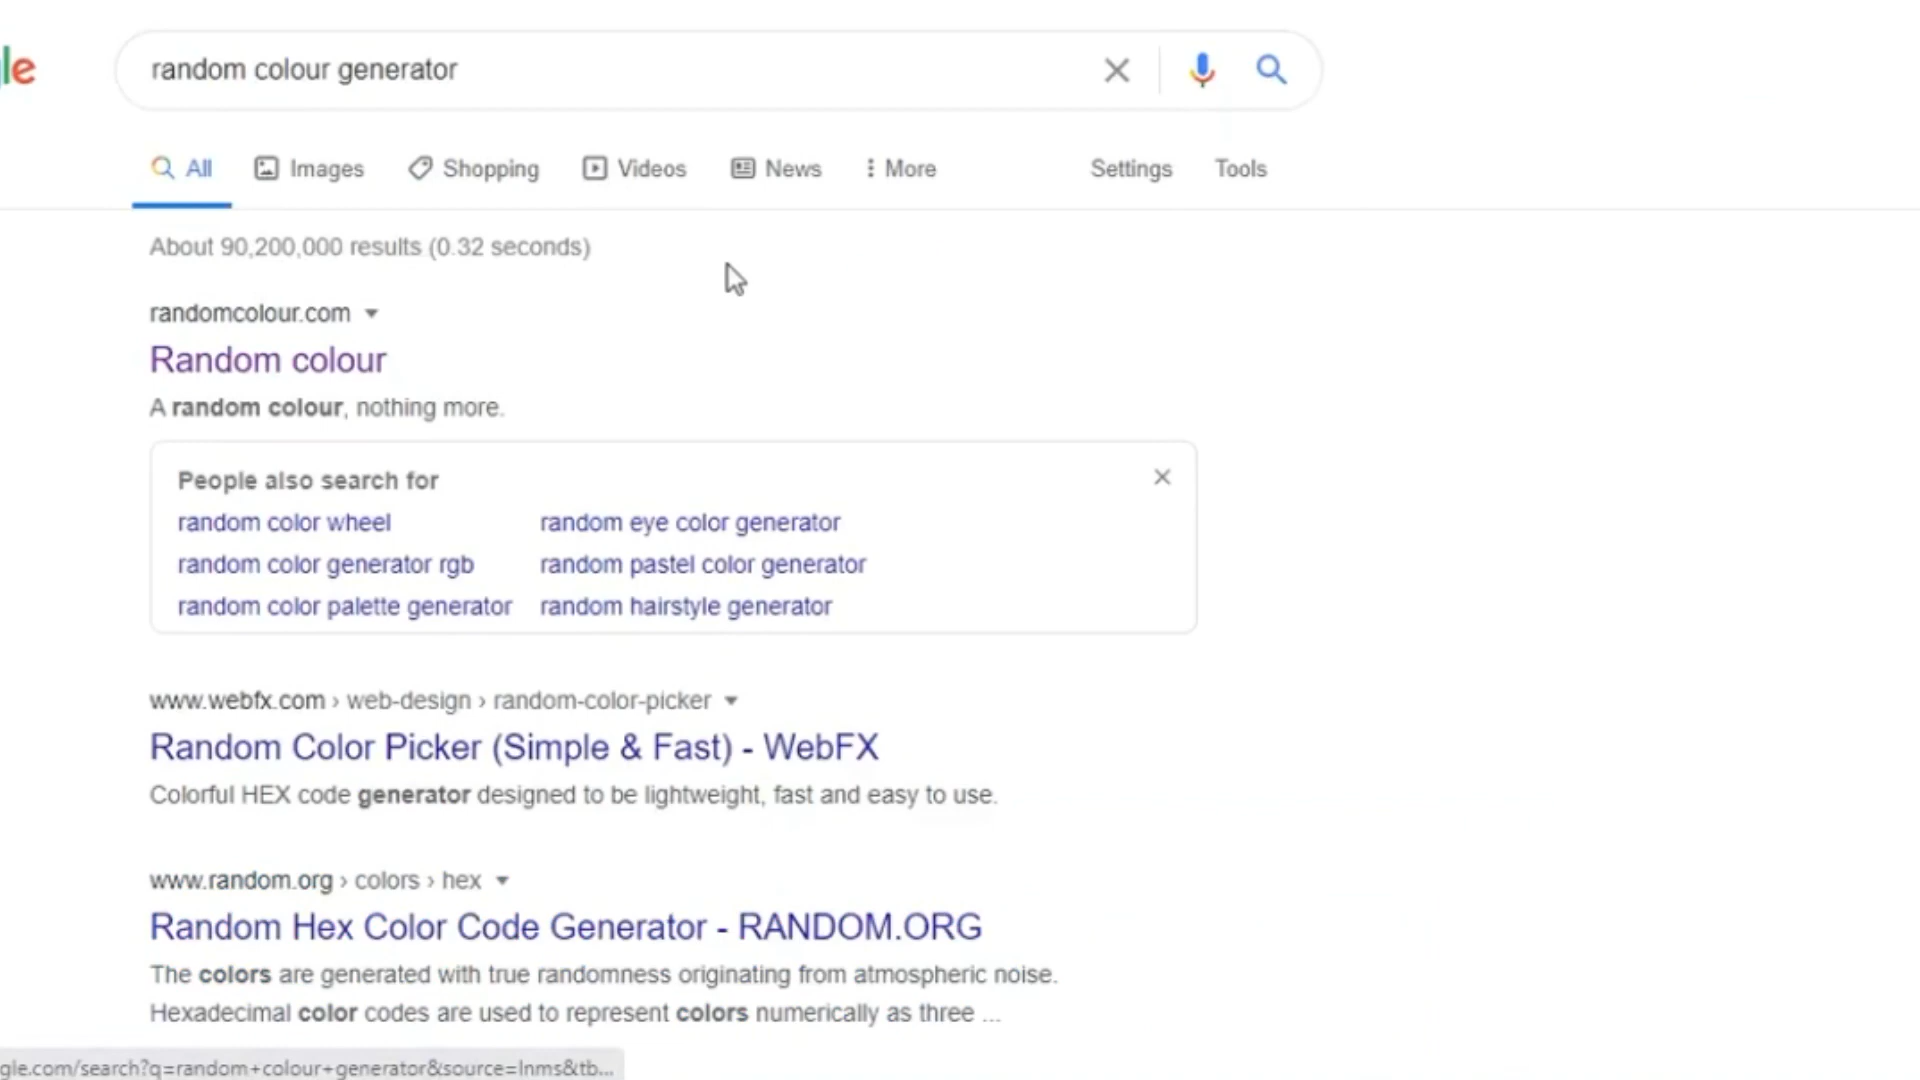 le
random colour generator
All Images Shopping Videos News More Settings Tools
About 90,200,000 results (0.32 seconds)
randomcolour.com
Random colour
A random colour, nothing more.
People also search for
random color wheel random eye color generator
random color generator rgb random pastel color generator
random color palette generator random hairstyle generator
www.webfx.com › web-design › random-color-picker
Random Color Picker (Simple & Fast) - WebFX
Colorful HEX code generator designed to be lightweight, fast and easy to use.
www.random.org › colors › hex
Random Hex Color Code Generator - RANDOM.ORG
The colors are generated with true randomness originating from atmospheric noise.
Hexadecimal color codes are used to represent colors numerically as three ...
gle.com/search?q=random+colour+generator&source=lnms&tb...